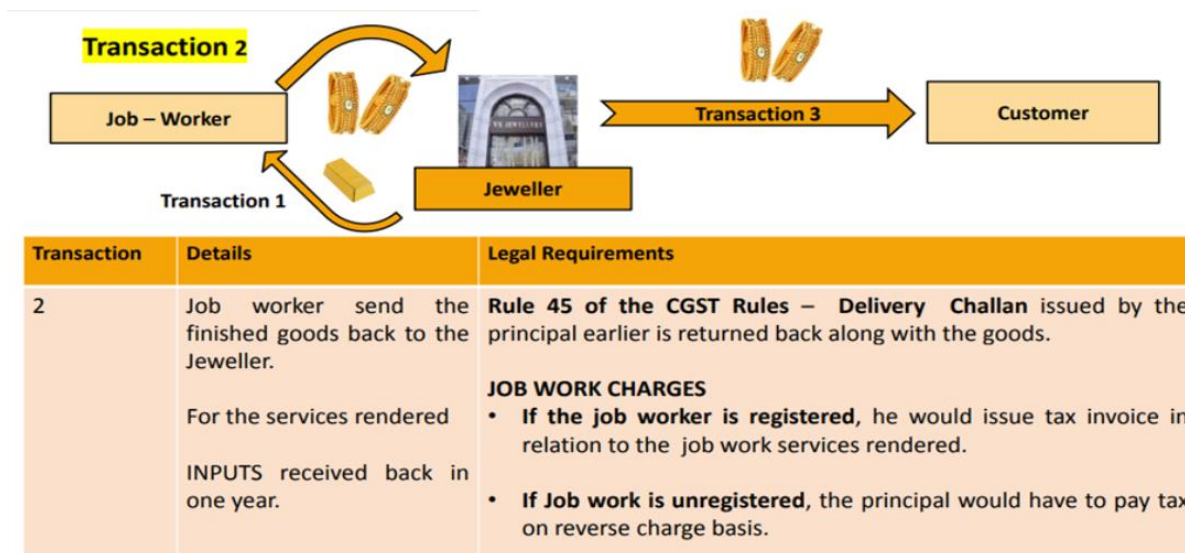 Transaction 2
Job – Worker
VS JEWELLERS
Transaction 3
Customer
Transaction 1
Jeweller
Transaction
Details
Legal Requirements
2
Job worker send the
finished goods back to the
Jeweller.
For the services rendered
INPUTS received back in
one year.
Rule 45 of the CGST Rules – Delivery Challan issued by the
principal earlier is returned back along with the goods.
JOB WORK CHARGES
• If the job worker is registered, he would issue tax invoice in
relation to the job work services rendered.
• If Job work is unregistered, the principal would have to pay tax
on reverse charge basis.